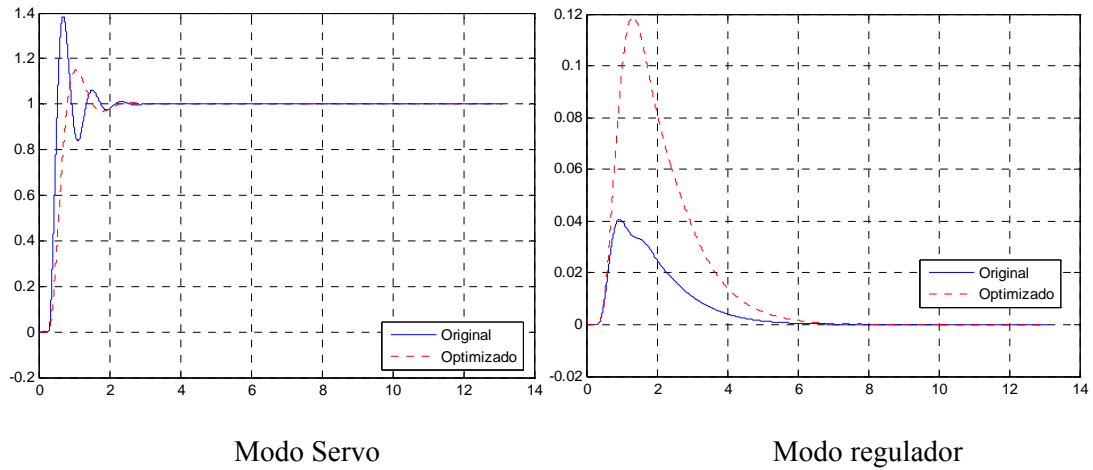 1.4
1.2
1
0.8
0.6
0.4
0.2
0
-0.2
0 2 4 6 8 10 12 14
Original
Optimizado
0.12
0.1
0.08
0.06
0.04
0.02
0
-0.02
0 2 4 6 8 10 12 14
Original
Optimizado
Modo Servo
Modo regulador